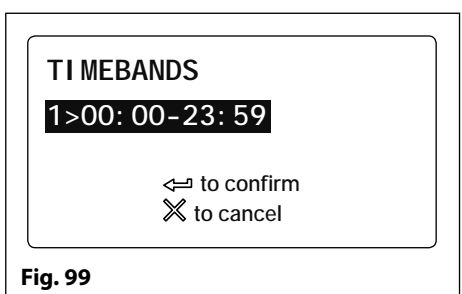 TIMEBANDS
1>00:00-23:59
to confirm
to cancel
Fig. 99